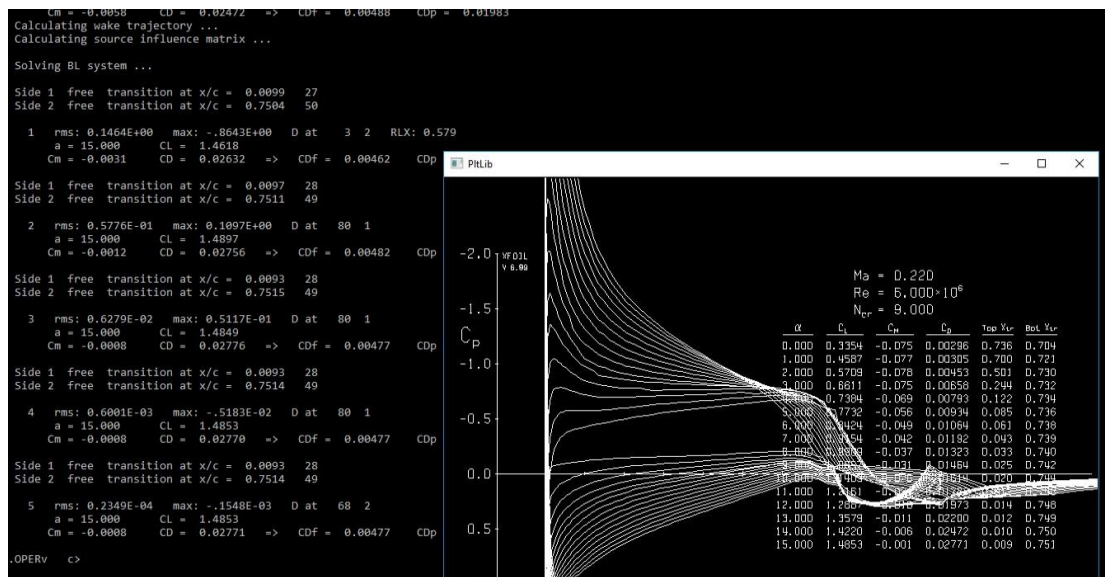 Cm = -0.0058 CD = 0.02472 => CDf = 0.00488 CDp = 0.01983
Calculating wake trajectory ...
Calculating source influence matrix ...
Solving BL system ...
Side 1 free transition at x/c = 0.0099 27
Side 2 free transition at x/c = 0.7504 50
1 rms: 0.1464E+00 max: -.8643E+00 D at 3 2 RLX: 0.579
a = 15.000 CL = 1.4618
Cm = -0.0031 CD = 0.02632 => CDf = 0.00462 CDp
Side 1 free transition at x/c = 0.0097 28
Side 2 free transition at x/c = 0.7511 49
2 rms: 0.5776E-01 max: 0.1097E+00 D at 80 1
a = 15.000 CL = 1.4897
Cm = -0.0012 CD = 0.02756 => CDf = 0.00482 CDp
Side 1 free transition at x/c = 0.0093 28
Side 2 free transition at x/c = 0.7515 49
3 rms: 0.6279E-02 max: 0.5117E-01 D at 80 1
a = 15.000 CL = 1.4849
Cm = -0.0008 CD = 0.02776 => CDf = 0.00477 CDp
Side 1 free transition at x/c = 0.0093 28
Side 2 free transition at x/c = 0.7514 49
4 rms: 0.6001E-03 max: -.5183E-02 D at 80 1
a = 15.000 CL = 1.4853
Cm = -0.0008 CD = 0.02770 => CDf = 0.00477 CDp
Side 1 free transition at x/c = 0.0093 28
Side 2 free transition at x/c = 0.7514 49
5 rms: 0.2349E-04 max: -.1548E-03 D at 68 2
a = 15.000 CL = 1.4853
Cm = -0.0008 CD = 0.02771 => CDf = 0.00477 CDp
.OPERv c>
PltLib
XFOIL
V 6.99
-2.0
-1.5
Cp
-1.0
-0.5
0.0
0.5
Ma = 0.220
Re = 5.000×10⁶
Ncr = 9.000
α CL CM CD Top Xtr Bot Xtr
0.000 0.3354 -0.075 0.00296 0.736 0.704
1.000 0.4587 -0.077 0.00305 0.700 0.721
2.000 0.5709 -0.078 0.00453 0.501 0.730
3.000 0.6611 -0.075 0.00658 0.244 0.732
0.7384 -0.069 0.00793 0.122 0.734
5.000 0.7732 -0.056 0.00934 0.085 0.736
6.000 -0.049 0.01064 0.061 0.738
7.000 -0.042 0.01192 0.043 0.739
8.000 -0.037 0.01323 0.033 0.740
-0.031 0.01464 0.025 0.742
0.020
11.000
12.000 0.01973 0.014 0.748
13.000 1.3579 -0.011 0.02200 0.012 0.749
14.000 1.4220 -0.006 0.02472 0.010 0.750
15.000 1.4853 -0.001 0.02771 0.009 0.751